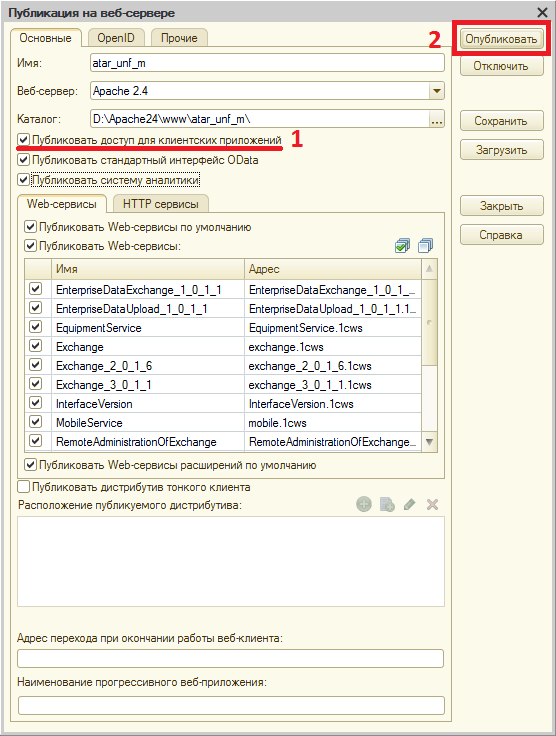 Публикация на веб-сервере
2
Основные
OpenID
Прочие
Опубликовать
Имя:
atar_unf_m
Отключить
Веб-сервер:
Apache 2.4
Каталог:
D:\Apache24\www\atar_unf_m\
...
Сохранить
Публиковать доступ для клиентских приложений
1
Загрузить
Публиковать стандартный интерфейс OData
Публиковать систему аналитики
Web-сервисы
HTTP сервисы
Закрыть
Публиковать Web-сервисы по умолчанию
Справка
Публиковать Web-сервисы:
Имя Адрес
EnterpriseDataExchange_1_0_1_1 EnterpriseDataExchange_1_0_1_...
EnterpriseDataUpload_1_0_1_1 EnterpriseDataUpload_1_0_1_1.1...
EquipmentService EquipmentService.1cws
Exchange exchange.1cws
Exchange_2_0_1_6 exchange_2_0_1_6.1cws
Exchange_3_0_1_1 exchange_3_0_1_1.1cws
InterfaceVersion InterfaceVersion.1cws
MobileService mobile.1cws
RemoteAdministrationOfExchange RemoteAdministrationOfExchange...
Публиковать Web-сервисы расширений по умолчанию
Публиковать дистрибутив тонкого клиента
Расположение публикуемого дистрибутива:
Адрес перехода при окончании работы веб-клиента:
Наименование прогрессивного веб-приложения: